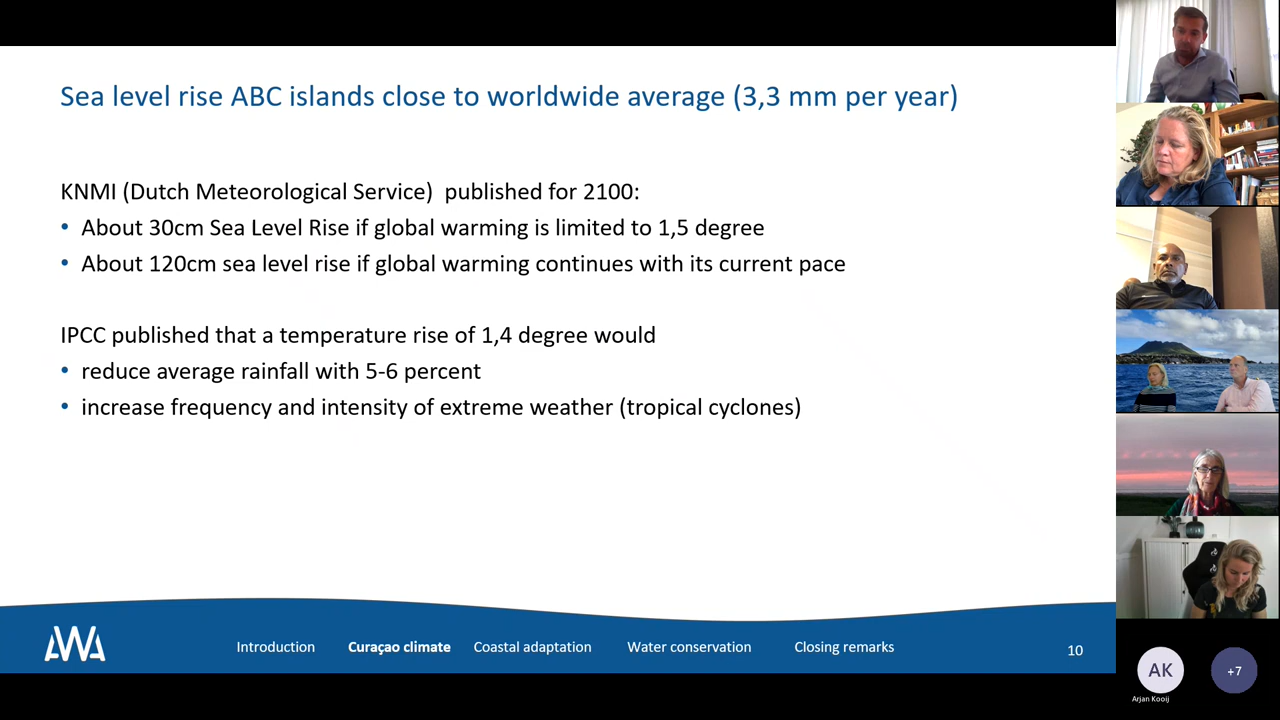 Sea level rise ABC islands close to worldwide average (3,3 mm per year)
KNMI (Dutch Meteorological Service) published for 2100:
• About 30cm Sea Level Rise if global warming is limited to 1,5 degree
• About 120cm sea level rise if global warming continues with its current pace
IPCC published that a temperature rise of 1,4 degree would
• reduce average rainfall with 5-6 percent
• increase frequency and intensity of extreme weather (tropical cyclones)
AWA
Introduction Curaçao climate Coastal adaptation Water conservation Closing remarks
10
AK
Arjan Kooij
+7